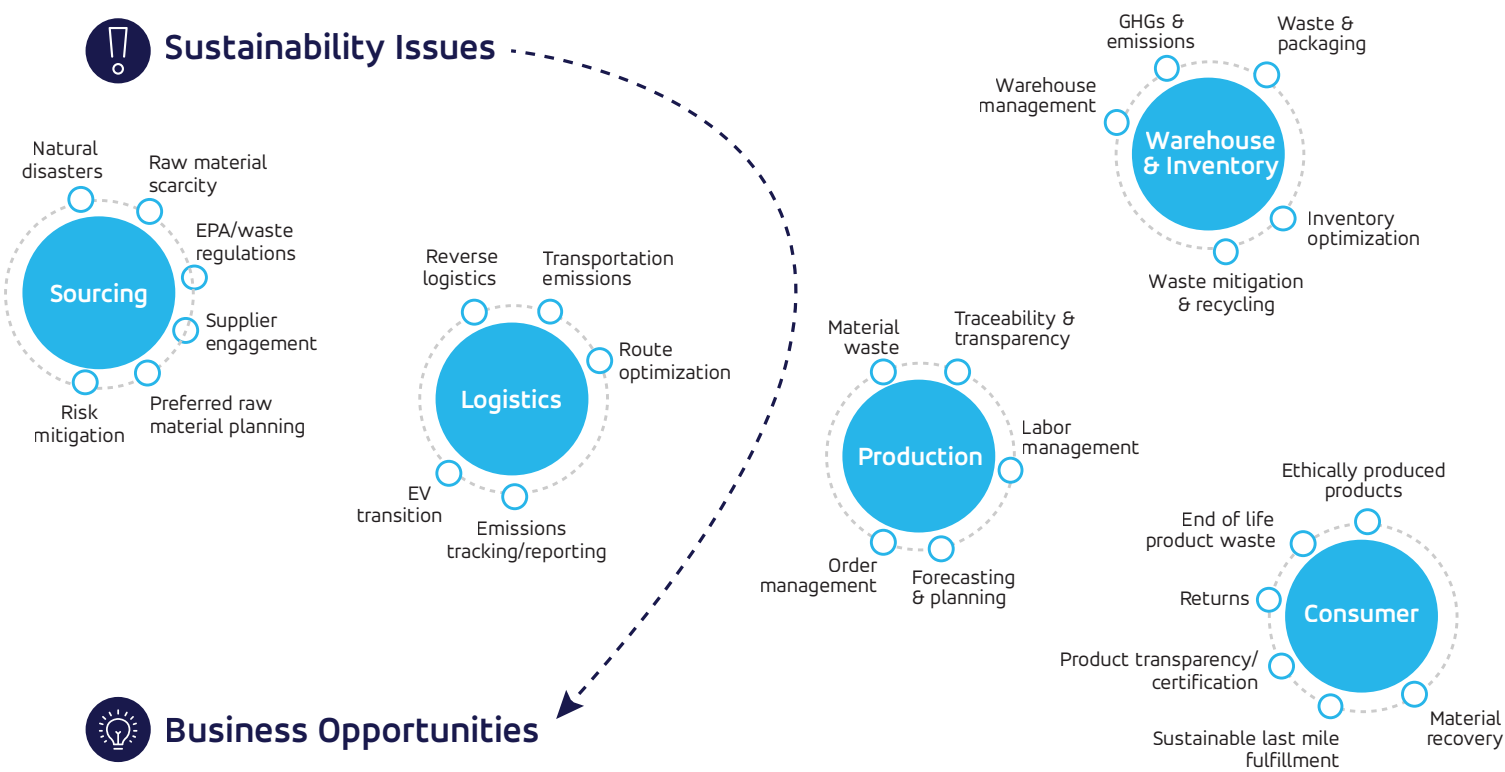 Sustainability Issues
Natural
disasters
Raw material
scarcity
EPA/waste
regulations
Sourcing
Supplier
engagement
Preferred raw
material planning
Risk
mitigation
Reverse
logistics
Transportation
emissions
Route
optimization
Logistics
EV
transition
Emissions
tracking/reporting
Material
waste
Traceability &
transparency
Labor
management
Production
Order
management
Forecasting
& planning
GHGs &
emissions
Waste &
packaging
Warehouse
management
Warehouse
& Inventory
Inventory
optimization
Waste mitigation
& recycling
Ethically produced
products
End of life
product waste
Returns
Consumer
Product transparency/
certification
Sustainable last mile
fulfillment
Material
recovery
Business Opportunities